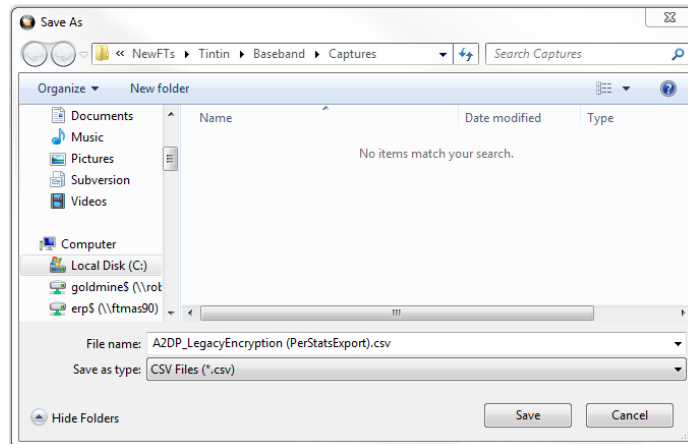 Save As
« NewFTs ▸ Tintin ▸ Baseband ▸ Captures
Search Captures
Organize
New folder
Name
Date modified
Type
Documents
Music
Pictures
Subversion
Videos
No items match your search.
Computer
Local Disk (C:)
goldmine$ (\\rob
erp$ (\\ftmas90)
File name: A2DP_LegacyEncryption (PerStatsExport).csv
Save as type: CSV Files (*.csv)
Hide Folders
Save
Cancel